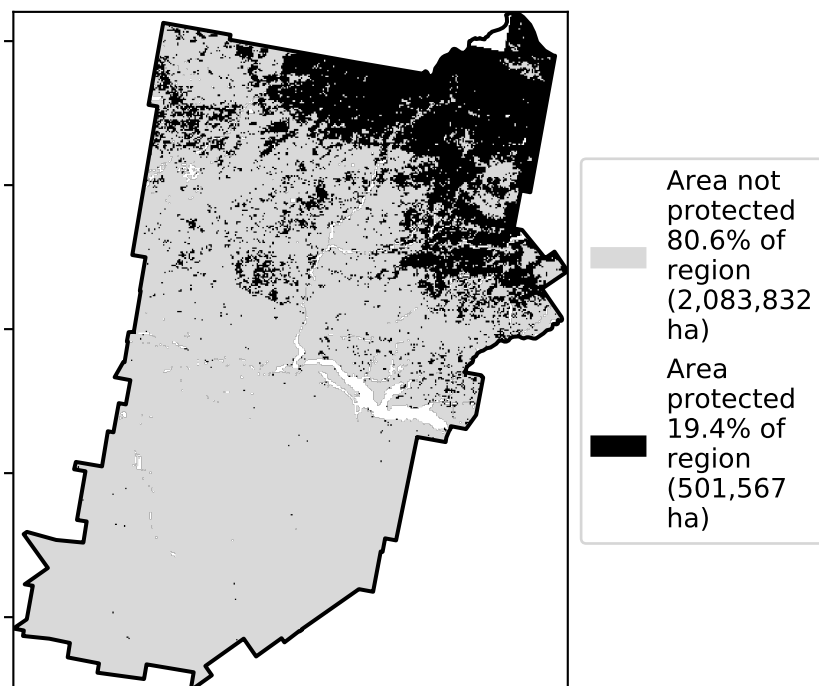 Area not
protected
80.6% of
region
(2,083,832
ha)
Area
protected
19.4% of
region
(501,567
ha)